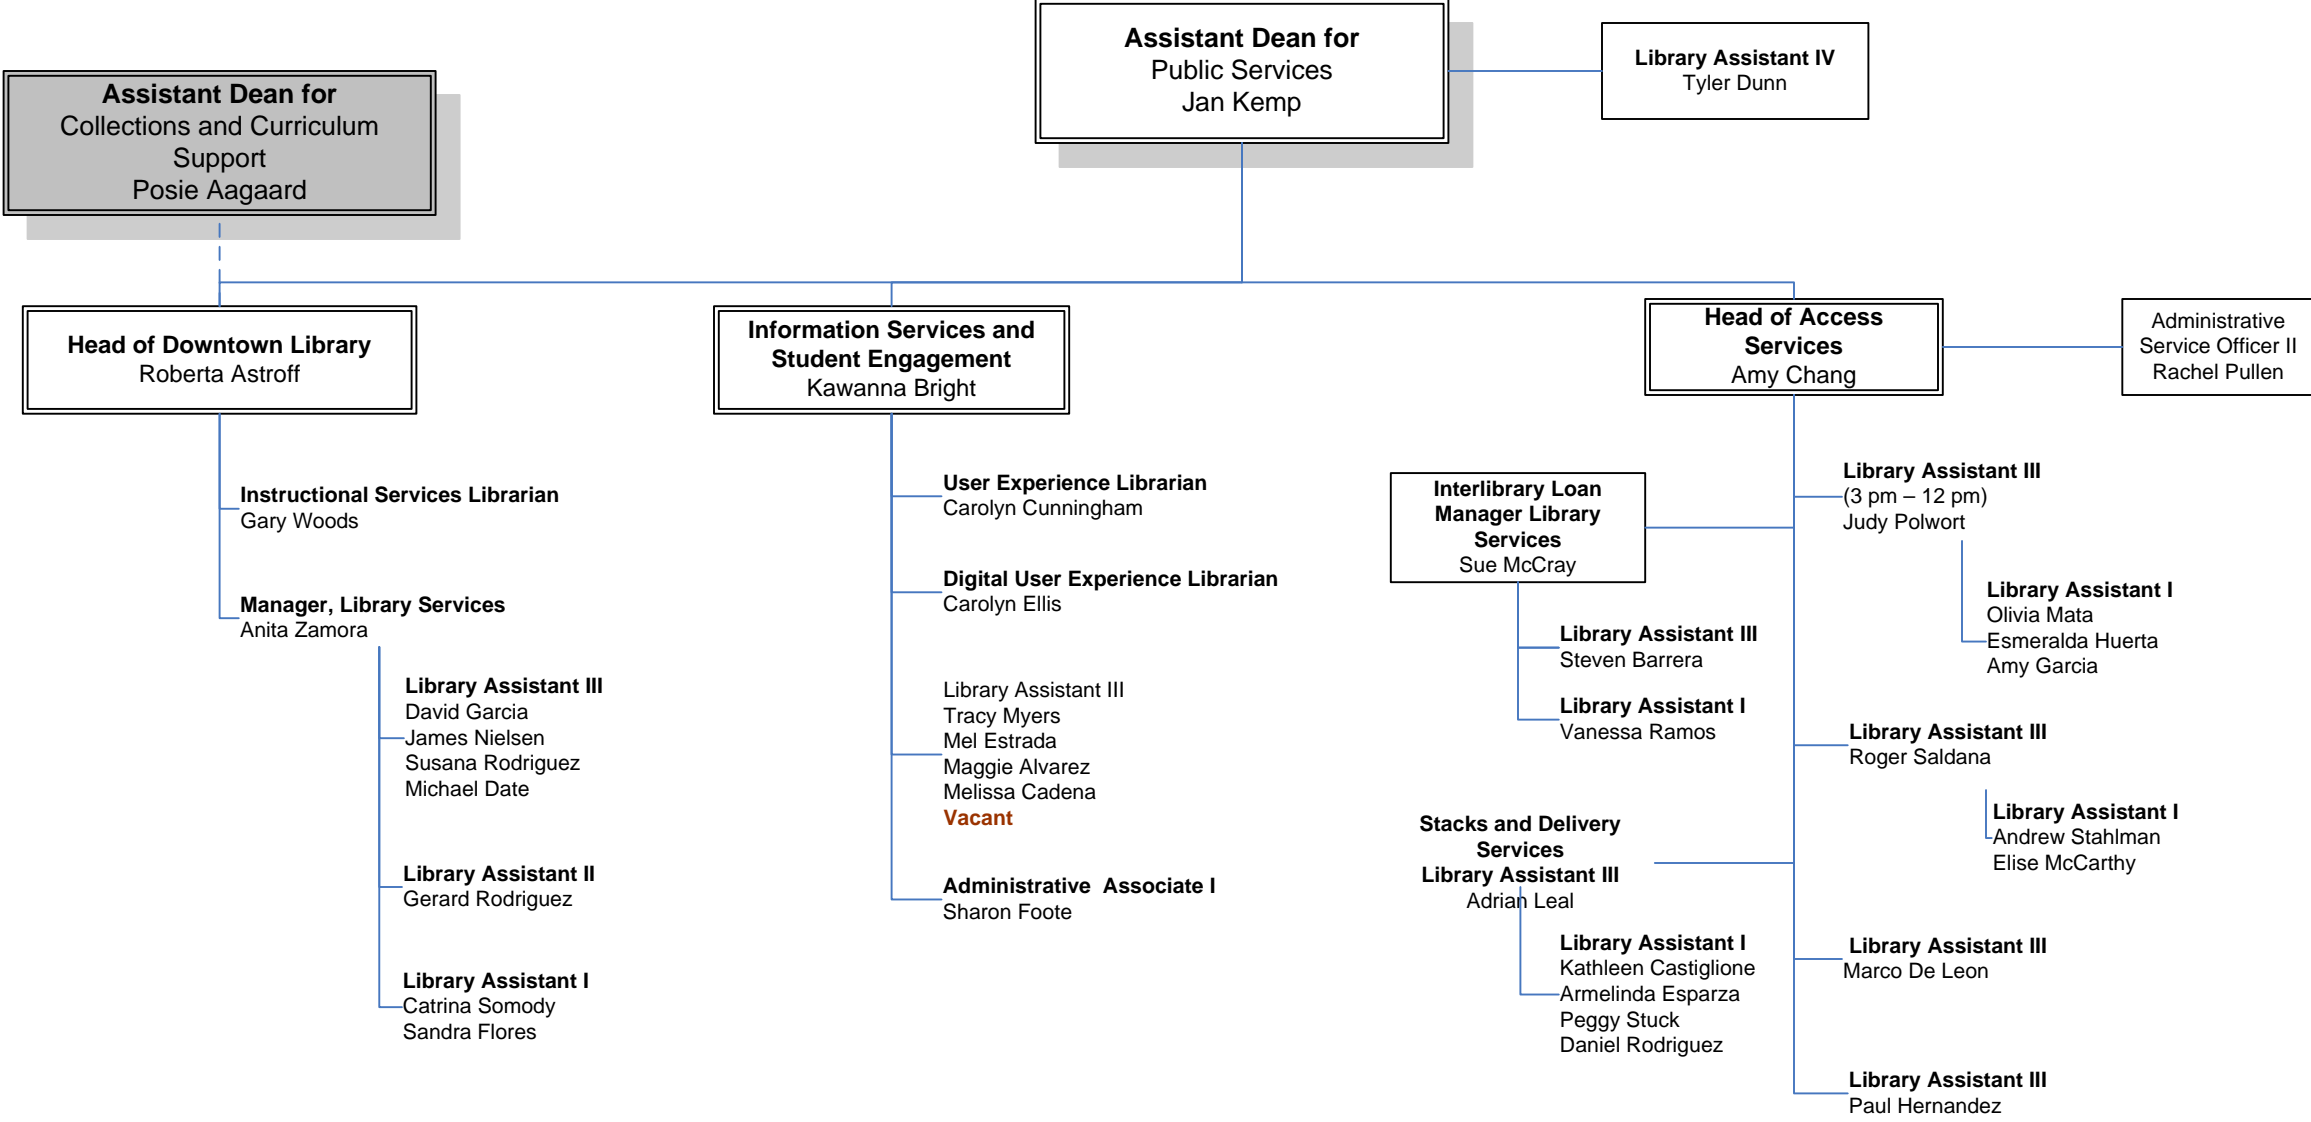 Assistant Dean for
Public Services
Jan Kemp
Library Assistant IV
Tyler Dunn
Assistant Dean for
Collections and Curriculum
Support
Posie Aagaard
Head of Downtown Library
Roberta Astroff
Instructional Services Librarian
Gary Woods
Manager, Library Services
Anita Zamora
Library Assistant III
David Garcia
James Nielsen
Susana Rodriguez
Michael Date
Library Assistant II
Gerard Rodriguez
Library Assistant I
Catrina Somody
Sandra Flores
Information Services and
Student Engagement
Kawanna Bright
User Experience Librarian
Carolyn Cunningham
Digital User Experience Librarian
Carolyn Ellis
Library Assistant III
Tracy Myers
Mel Estrada
Maggie Alvarez
Melissa Cadena
Vacant
Administrative  Associate I
Sharon Foote
Head of Access
Services
Amy Chang
Administrative
Service Officer II
Rachel Pullen
Interlibrary Loan
Manager Library
Services
Sue McCray
Library Assistant III
Steven Barrera
Library Assistant I
Vanessa Ramos
Stacks and Delivery
Services
Library Assistant III
Adrian Leal
Library Assistant I
Kathleen Castiglione
Armelinda Esparza
Peggy Stuck
Daniel Rodriguez
Library Assistant III
(3 pm – 12 pm)
Judy Polwort
Library Assistant I
Olivia Mata
Esmeralda Huerta
Amy Garcia
Library Assistant III
Roger Saldana
Library Assistant I
Andrew Stahlman
Elise McCarthy
Library Assistant III
Marco De Leon
Library Assistant III
Paul Hernandez